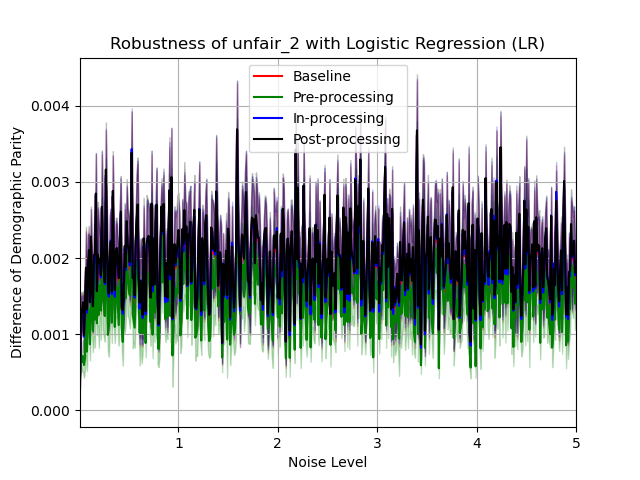 Robustness of unfair_2 with Logistic Regression (LR)
Baseline
Pre-processing
In-processing
Post-processing
Difference of Demographic Parity
0.004
0.003
0.002
0.001
0.000
1 2 3 4 5
Noise Level